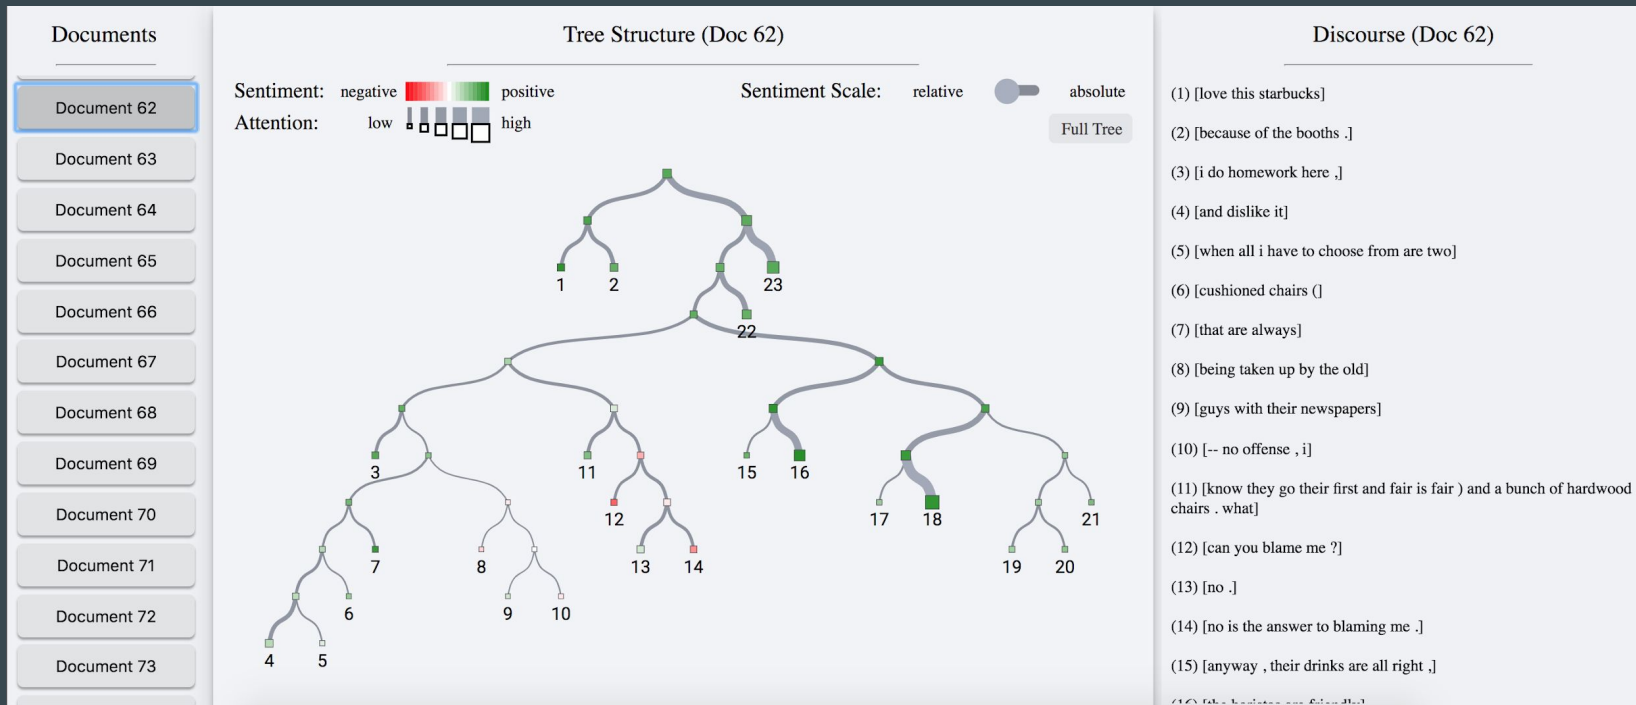 Documents
Document 62
Document 63
Document 64
Document 65
Document 66
Document 67
Document 68
Document 69
Document 70
Document 71
Document 72
Document 73
Tree Structure (Doc 62)
Sentiment: negative positive
Attention: low high
Sentiment Scale: relative absolute
Full Tree
1 2 23
22
3 11 15 16
12 17 18 21
7 8 13 14 19 20
6 9 10
4 5
Discourse (Doc 62)
(1) [love this starbucks]
(2) [because of the booths .]
(3) [i do homework here ,]
(4) [and dislike it]
(5) [when all i have to choose from are two]
(6) [cushioned chairs (]
(7) [that are always]
(8) [being taken up by the old]
(9) [guys with their newspapers]
(10) [-- no offense , i]
(11) [know they go their first and fair is fair ) and a bunch of hardwood
chairs . what]
(12) [can you blame me ?]
(13) [no .]
(14) [no is the answer to blaming me .]
(15) [anyway , their drinks are all right ,]
(16) [the baristas are friendly]